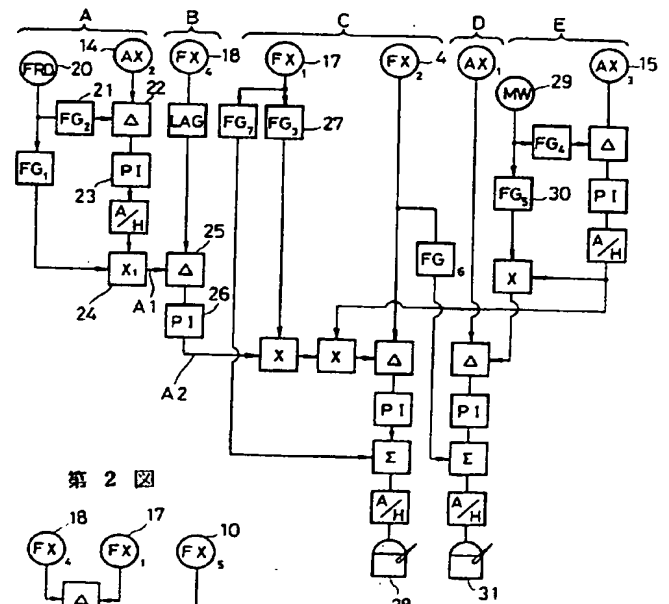 A B C D E
FRD 20
14 AX2
FX4 18
FX1 17
4 FX2
AX1
29 MW
AX3 15
21 FG2
22 Δ
LAG
FG7
FG3 27
FG4
Δ
FG1
PI 23
FG5 30
PI
A/H
25
A/H
X1 24
A1
Δ
FG6
X
PI 26
A2
X
X
Δ
Δ
PI
PI
Σ
Σ
A/H
A/H
28
31
第 2 図
18 FX4
17 FX1
10 FX5
Δ